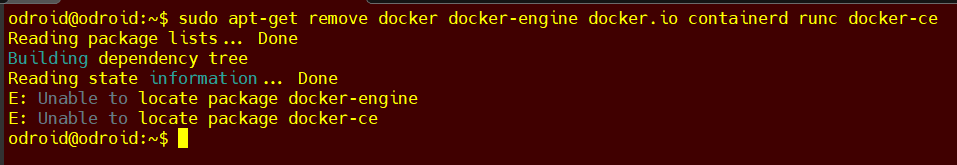 odroid@odroid:~$ sudo apt-get remove docker docker-engine docker.io containerd runc docker-ce
Reading package lists... Done
Building dependency tree
Reading state information... Done
E: Unable to locate package docker-engine
E: Unable to locate package docker-ce
odroid@odroid:~$